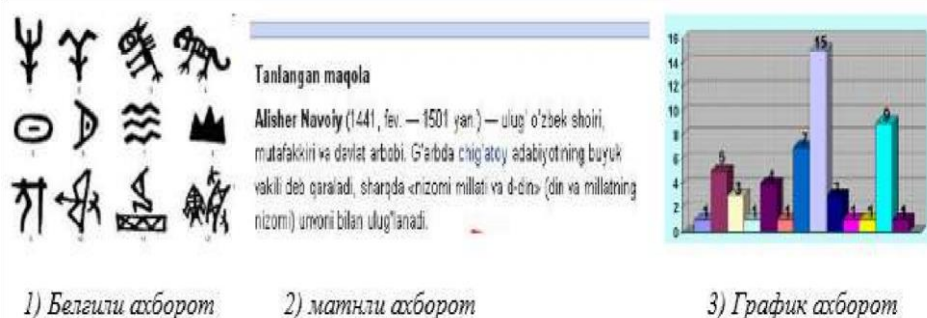 Tanlangan maqola
Alisher Navoiy (1441, fev. — 1501 yan.) — ulug' o'zbek shoiri,
mutafakkiri va davlat arbobi. G'arbda chig'atoy adabiyotining buyuk
vakili deb qaraladi, sharqda «nizomi millati va d-din» (din va millatning
nizomi) unvoni bilan ulug'lanadi.
16
14
12
10
8
6
4
2
0
1 5 3 1 4 1 7 15 3 1 1 9 1
1) Белгили ахборот
2) матнли ахборот
3) График ахборот